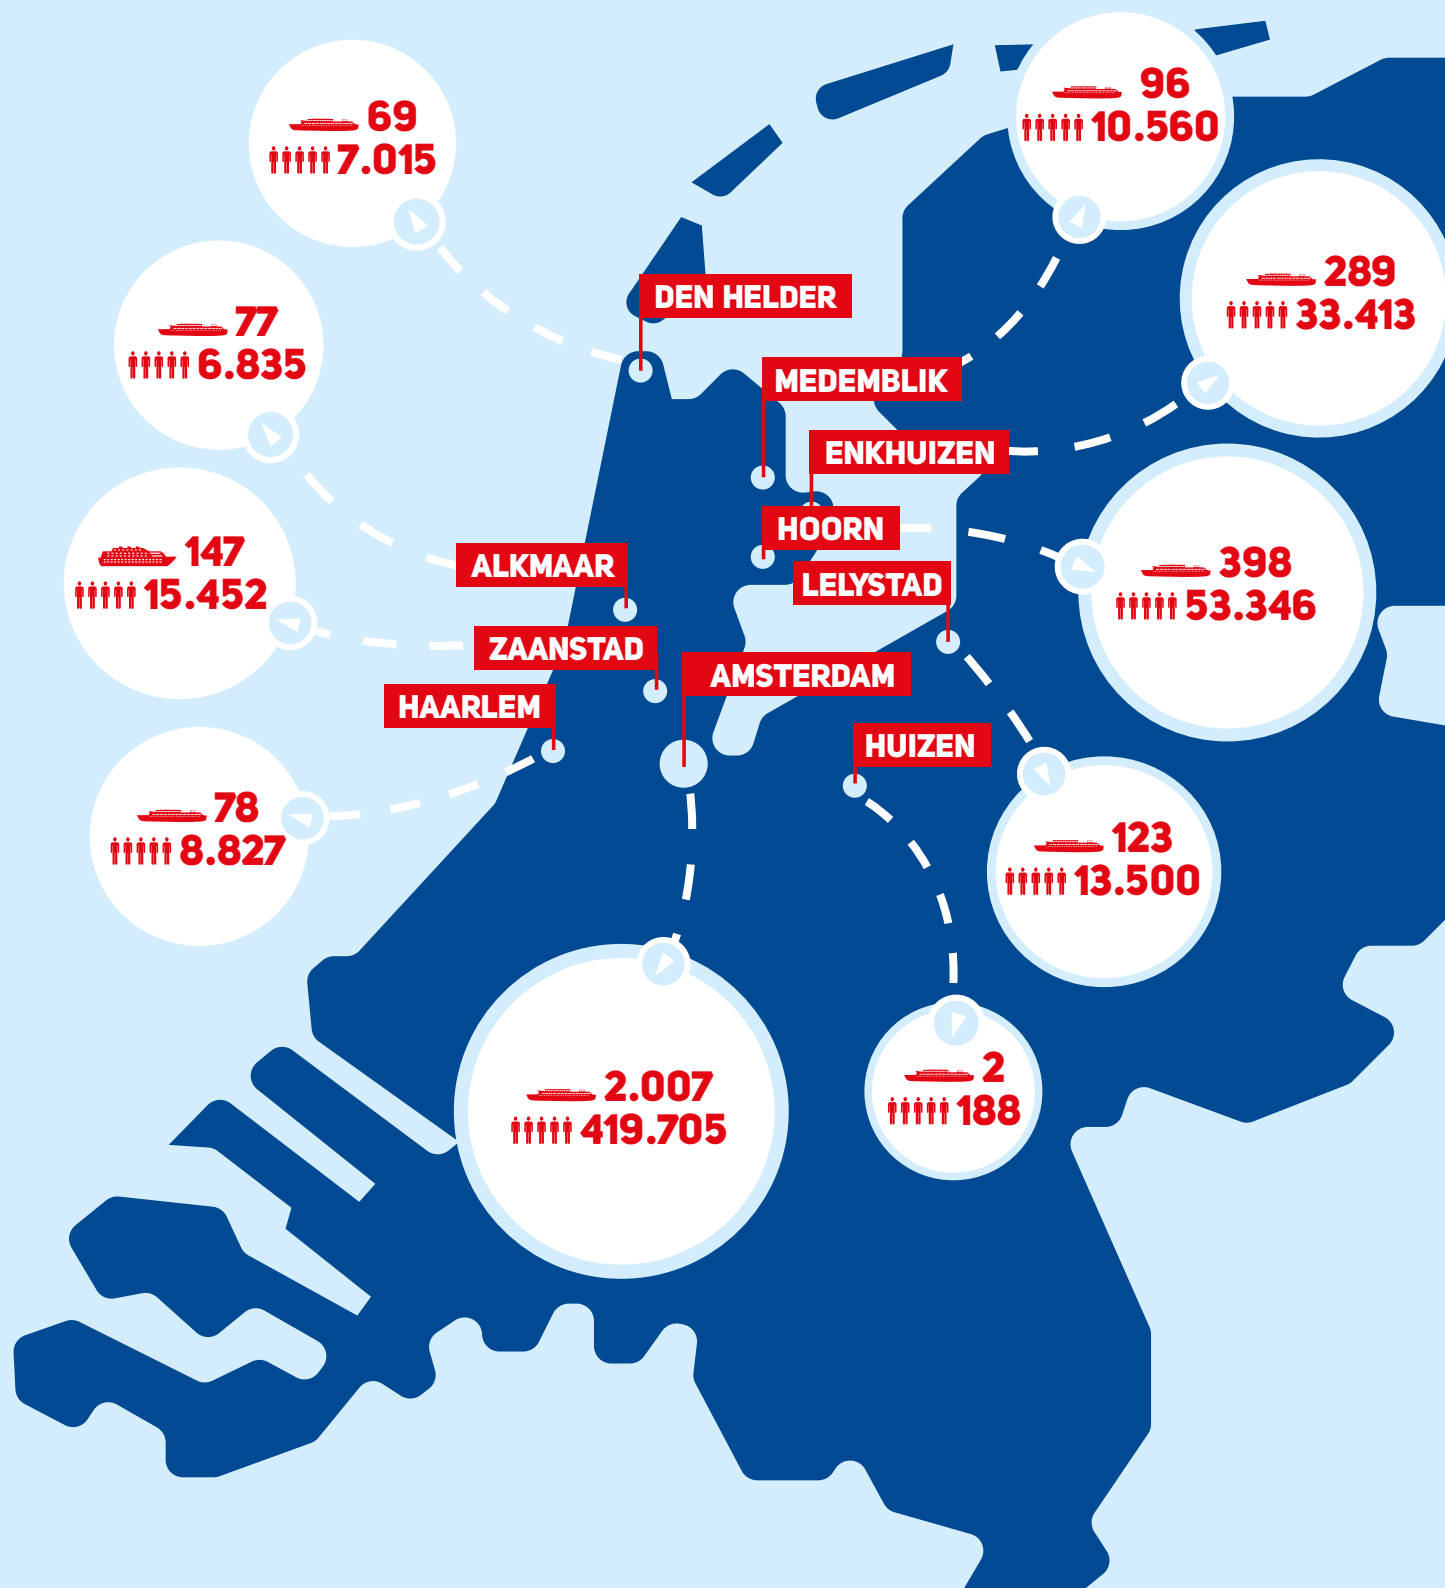 96
10.560
69
7.015
289
33.413
DEN HELDER
77
6.835
MEDEMBLIK
ENKHUIZEN
HOORN
147
15.452
ALKMAAR
LELYSTAD
398
53.346
ZAANSTAD
AMSTERDAM
HAARLEM
HUIZEN
78
8.827
123
13.500
2.007
419.705
2
188